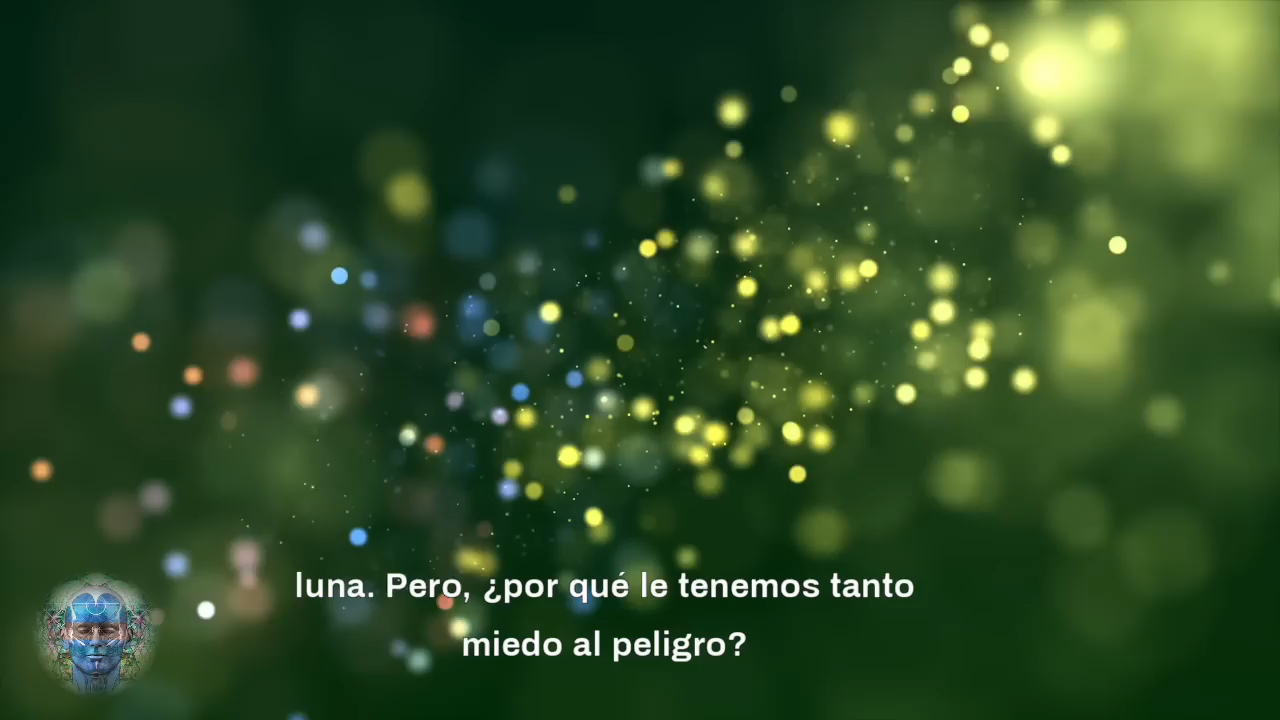 luna. Pero, ¿por qué le tenemos tanto
miedo al peligro?